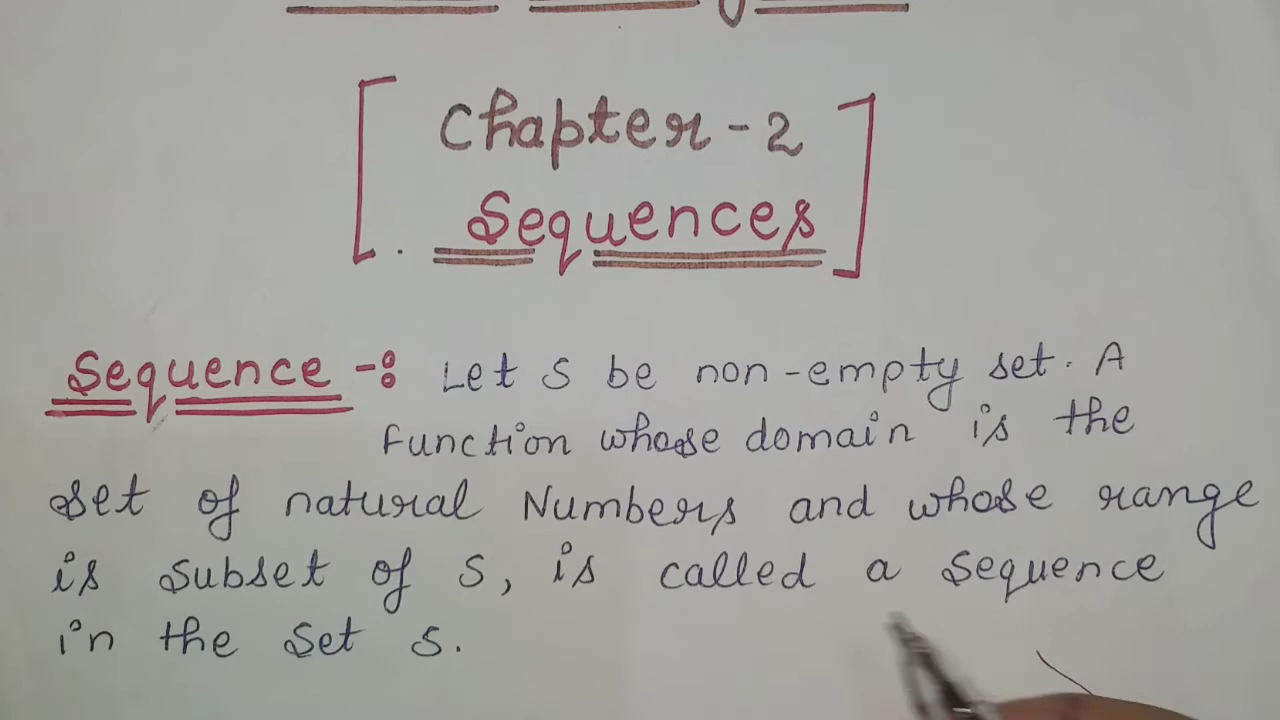 Chapter-2
Sequences
Sequence -: Let S be non-empty set. A
Function whose domain is the
set of natural Numbers and whose range
is subset of S, is called a sequence
in the set S.